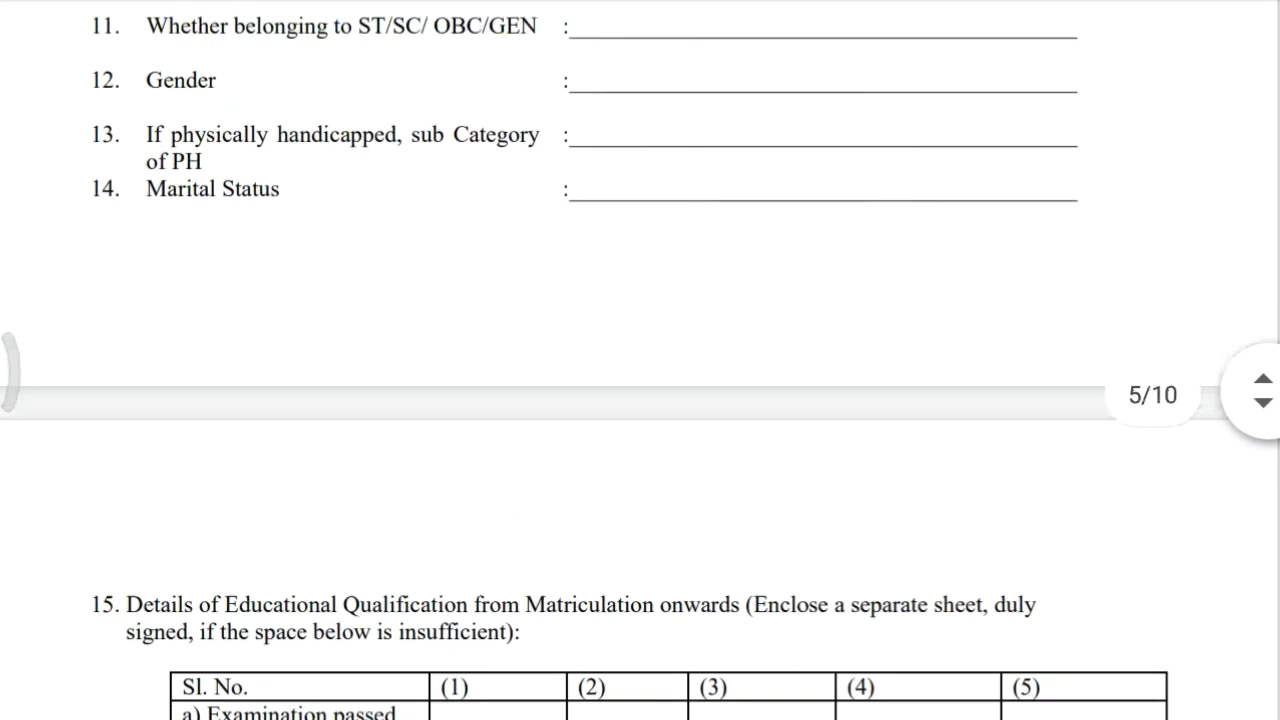 11. Whether belonging to ST/SC/ OBC/GEN :
12. Gender :
13. If physically handicapped, sub Category :
of PH
14. Marital Status :
5/10
15. Details of Educational Qualification from Matriculation onwards (Enclose a separate sheet, duly
signed, if the space below is insufficient):
Sl. No. (1) (2) (3) (4) (5)
a) Examination passed